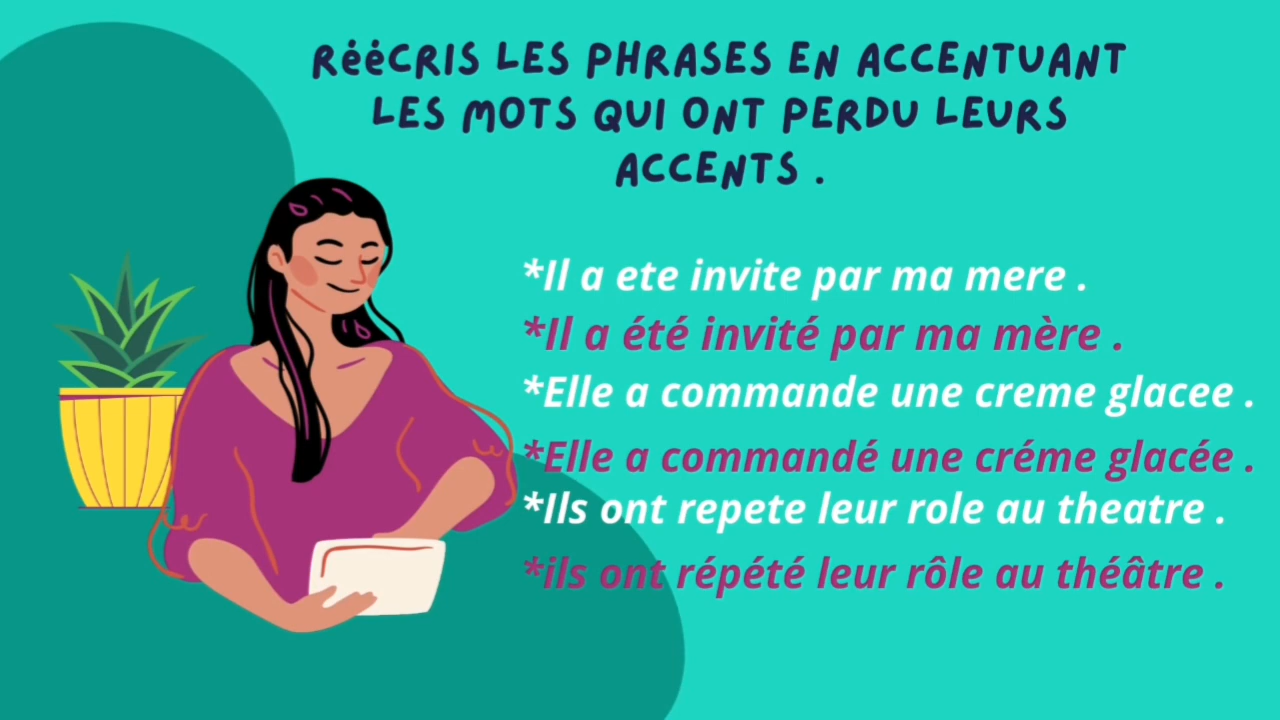 RėėCRIS LES PHRASES EN ACCENTUANT
LES MOTS QUI ONT PERDU LEURS
ACCENTS .
*Il a ete invite par ma mere .
*Il a été invité par ma mère .
*Elle a commande une creme glacee .
*Elle a commandé une créme glacée .
*Ils ont repete leur role au theatre .
*ils ont répété leur rôle au théâtre .